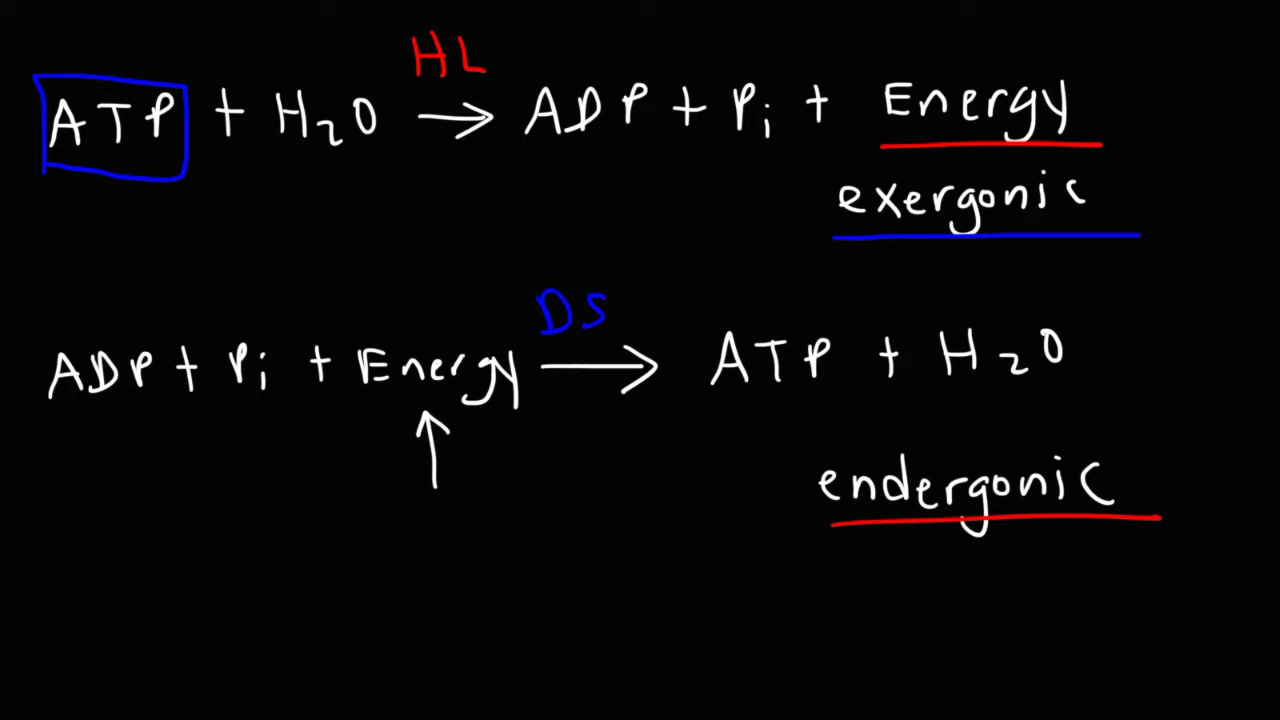 HL
ATP + H₂O → ADP + Pi + Energy
exergonic
DS
ADP + Pi + Energy → ATP + H₂O
endergonic